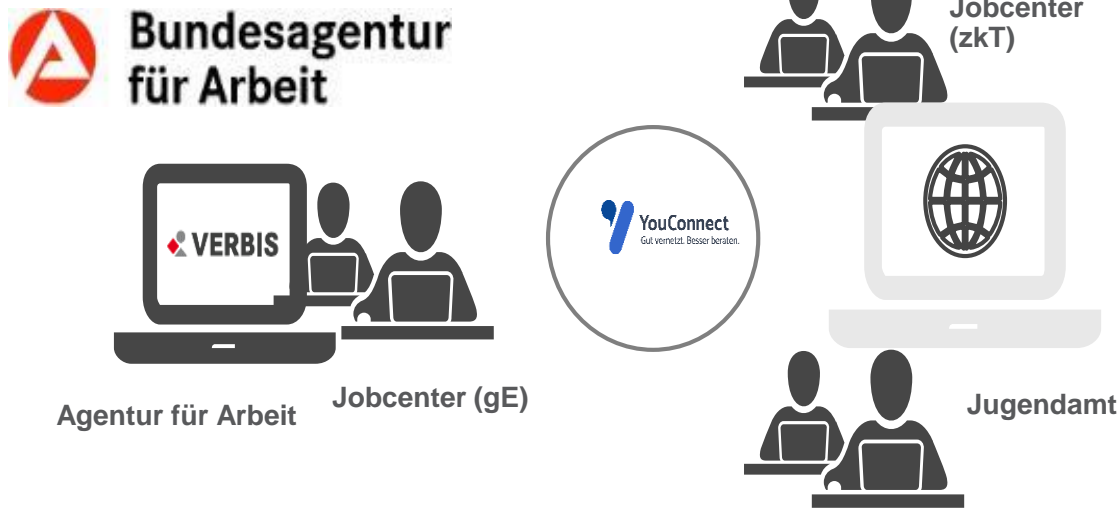 Bundesagentur
für Arbeit
Jobcenter
(zkT)
VERBIS
YouConnect
Gut vernetzt. Besser beraten.
Agentur für Arbeit
Jobcenter (gE)
Jugendamt